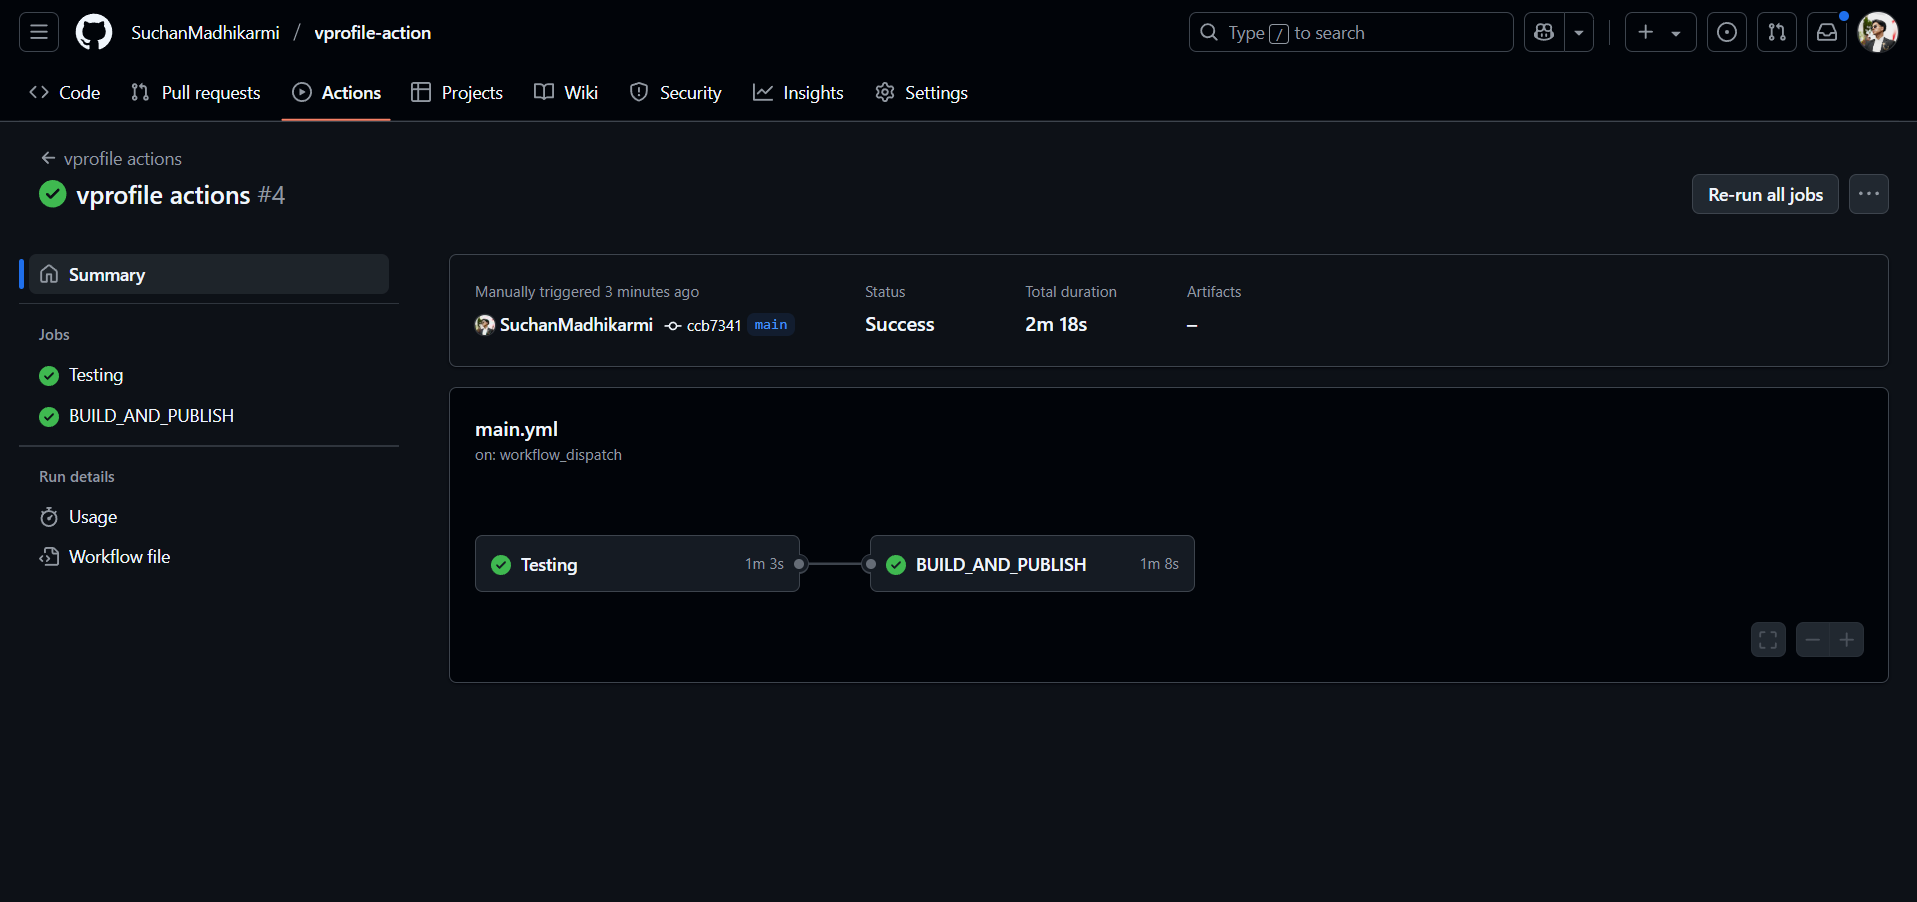 SuchanMadhikarmi / vprofile-action
Type / to search
Code Pull requests Actions Projects Wiki Security Insights Settings
vprofile actions
vprofile actions #4
Re-run all jobs
Summary
Jobs
Testing
BUILD_AND_PUBLISH
Run details
Usage
Workflow file
Manually triggered 3 minutes ago
SuchanMadhikarmi ccb7341 main
Status
Success
Total duration
2m 18s
Artifacts
–
main.yml
on: workflow_dispatch
Testing 1m 3s
BUILD_AND_PUBLISH 1m 8s